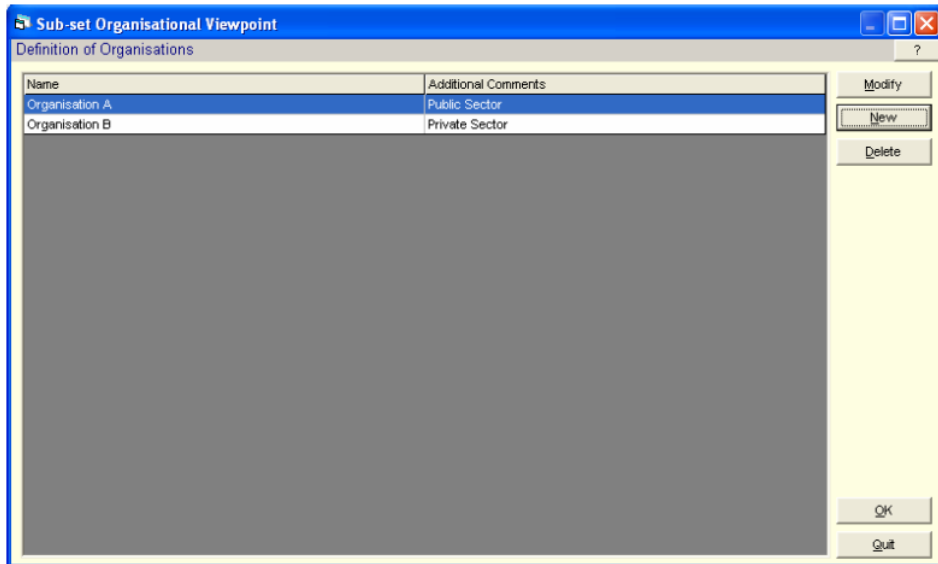 Sub-set Organisational Viewpoint
Definition of Organisations
?
Name Additional Comments
Organisation A Public Sector
Organisation B Private Sector
Modify
New
Delete
OK
Quit